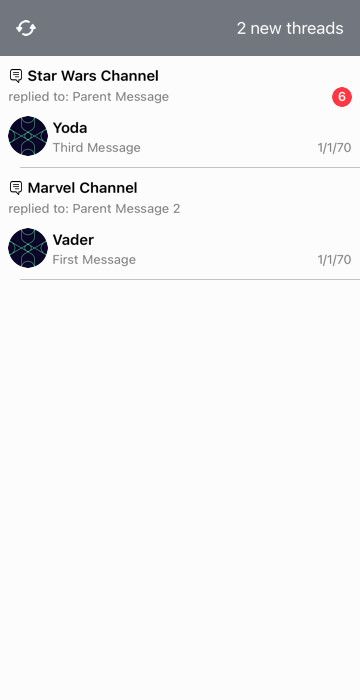 2 new threads
Star Wars Channel
replied to: Parent Message
6
Yoda
Third Message
1/1/70
Marvel Channel
replied to: Parent Message 2
Vader
First Message
1/1/70